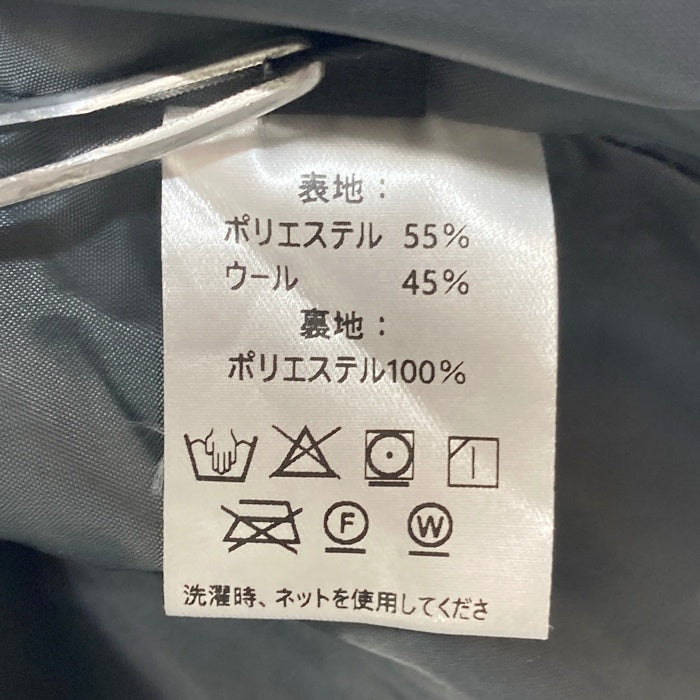 表地：
ポリエステル 55%
ウール 45%
裏地：
ポリエステル100%
F W
洗濯時、ネットを使用してくださ